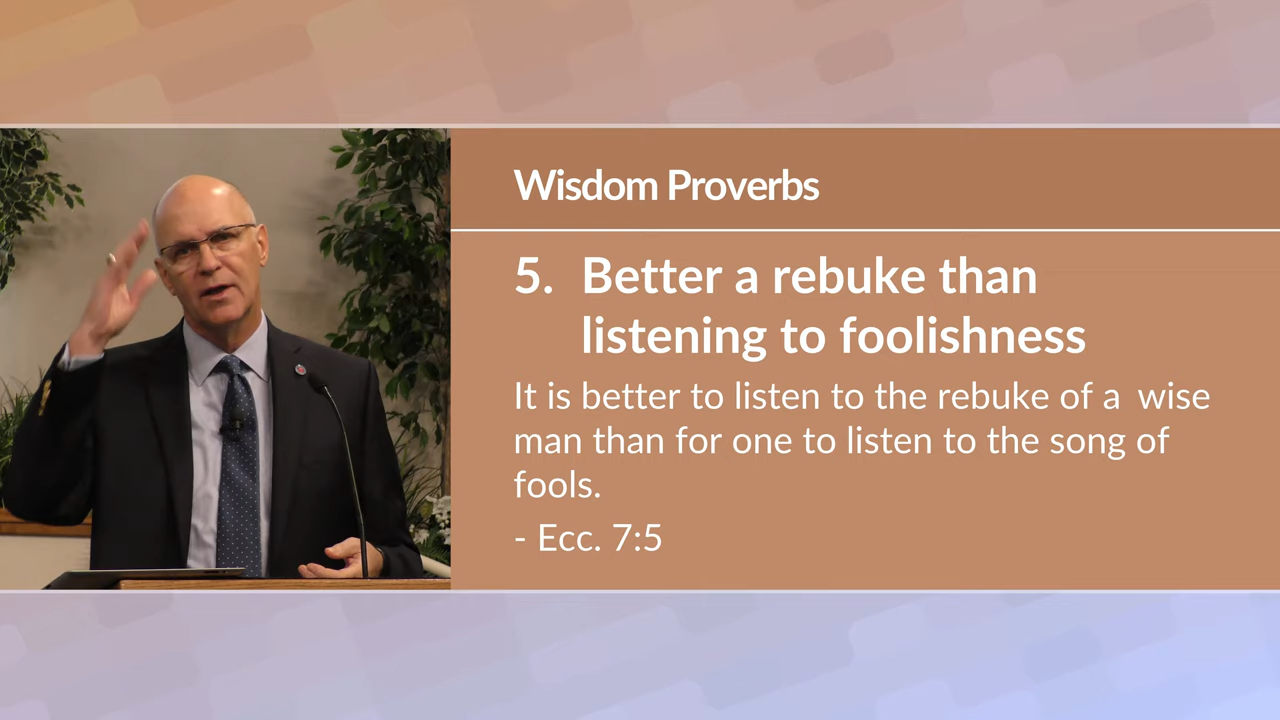 Wisdom Proverbs
5. Better a rebuke than
listening to foolishness
It is better to listen to the rebuke of a  wise
man than for one to listen to the song of
fools.
- Ecc. 7:5